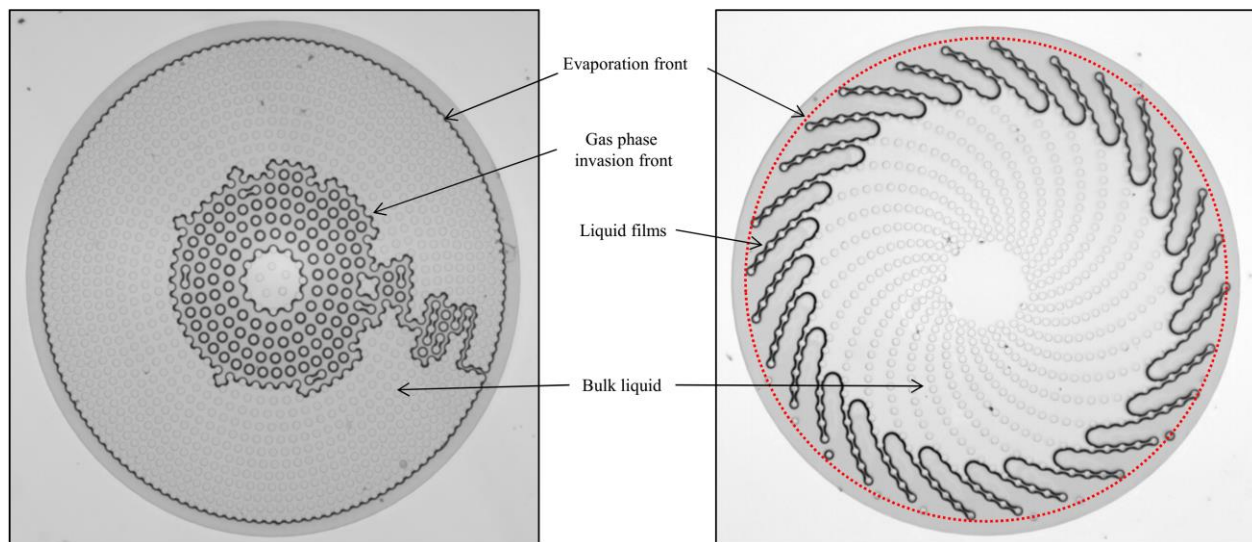 Evaporation front
Gas phase
invasion front
Liquid films
Bulk liquid